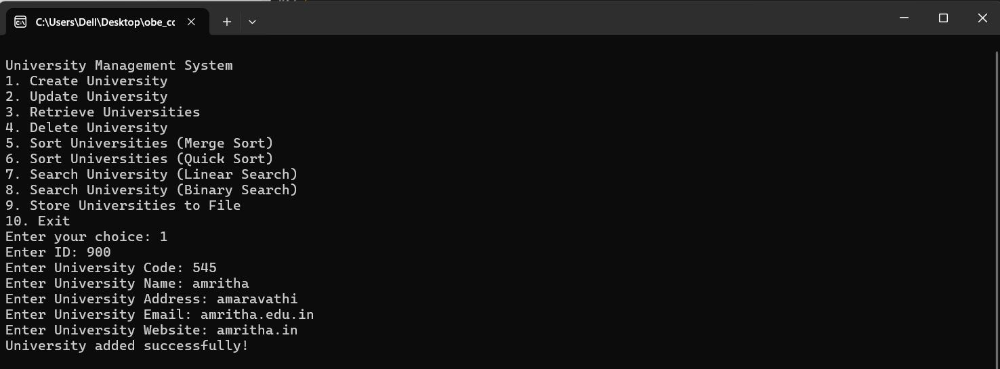 C:\Users\Dell\Desktop\obe_cc
University Management System
1. Create University
2. Update University
3. Retrieve Universities
4. Delete University
5. Sort Universities (Merge Sort)
6. Sort Universities (Quick Sort)
7. Search University (Linear Search)
8. Search University (Binary Search)
9. Store Universities to File
10. Exit
Enter your choice: 1
Enter ID: 900
Enter University Code: 545
Enter University Name: amritha
Enter University Address: amaravathi
Enter University Email: amritha.edu.in
Enter University Website: amritha.in
University added successfully!